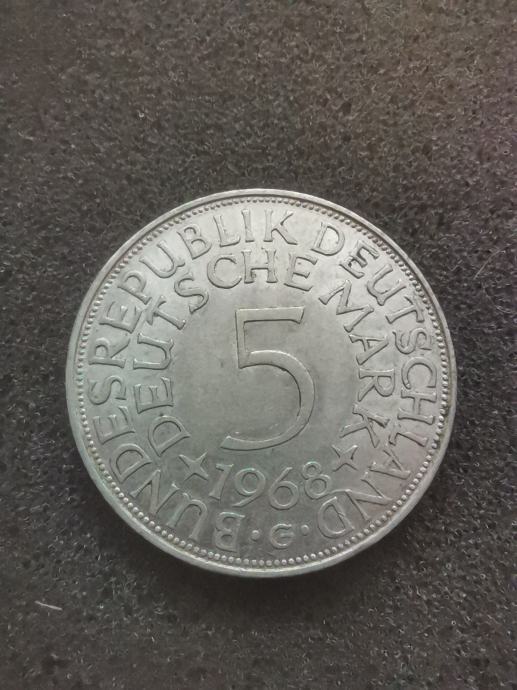 BUNDESREPUBLIK DEUTSCHLAND
DEUTSCHE MARK
5
1968
G